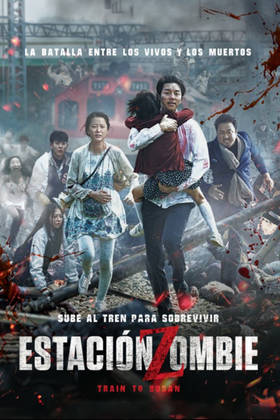 LA BATALLA ENTRE LOS VIVOS Y LOS MUERTOS
SUBE AL TREN PARA SOBREVIVIR
ESTACIÓN ZOMBIE
TRAIN TO BUSAN